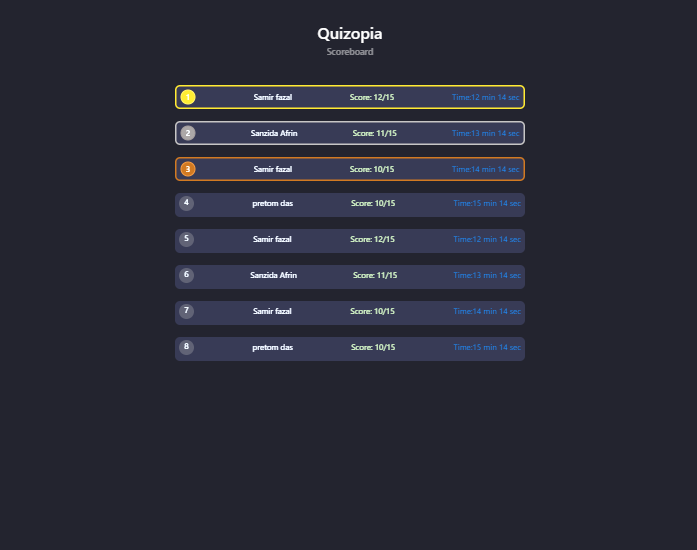 Quizopia
Scoreboard
1 Samir fazal Score: 12/15 Time:12 min 14 sec
2 Sanzida Afrin Score: 11/15 Time:13 min 14 sec
3 Samir fazal Score: 10/15 Time:14 min 14 sec
4 pretom das Score: 10/15 Time:15 min 14 sec
5 Samir fazal Score: 12/15 Time:12 min 14 sec
6 Sanzida Afrin Score: 11/15 Time:13 min 14 sec
7 Samir fazal Score: 10/15 Time:14 min 14 sec
8 pretom das Score: 10/15 Time:15 min 14 sec